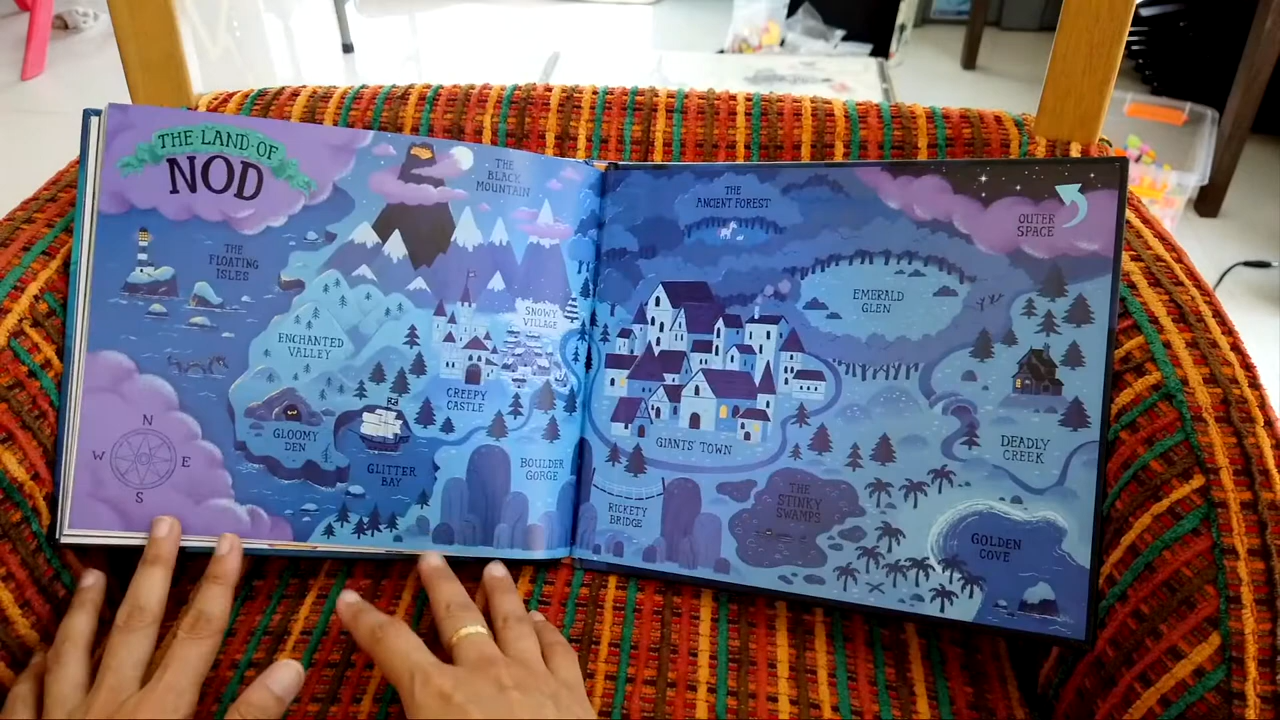 THE·LAND·OF
NOD
THE
BLACK
MOUNTAIN
THE
FLOATING
ISLES
ENCHANTED
VALLEY
SNOWY
VILLAGE
CREEPY
CASTLE
GLOOMY
DEN
GLITTER
BAY
BOULDER
GORGE
N
W E
S
THE
ANCIENT FOREST
OUTER
SPACE
EMERALD
GLEN
GIANTS' TOWN
DEADLY
CREEK
RICKETY
BRIDGE
THE
STINKY
SWAMPS
GOLDEN
COVE